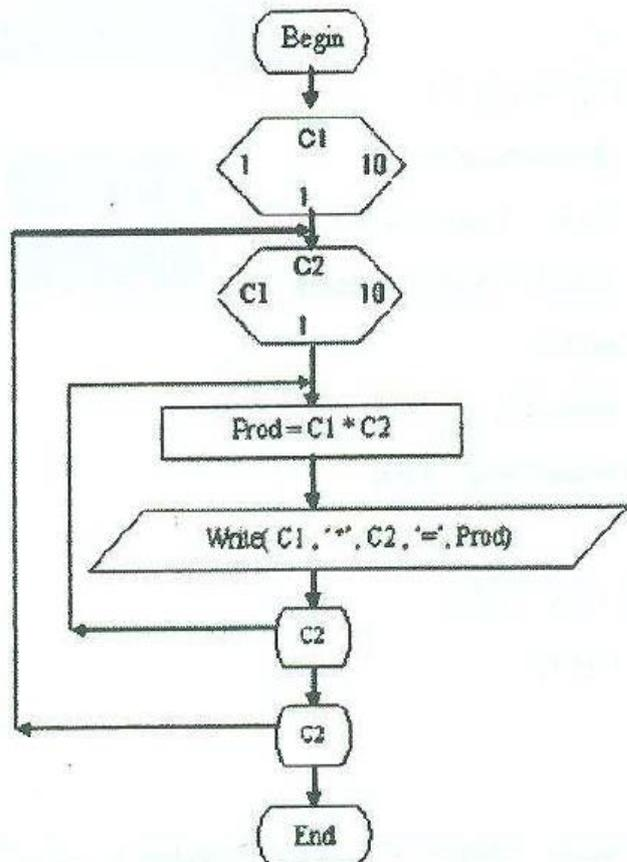 Begin
C1
1 10
1
C2
C1 10
1
Prod = C1 * C2
Write( C1 , '*', C2 , '=', Prod)
C2
C2
End